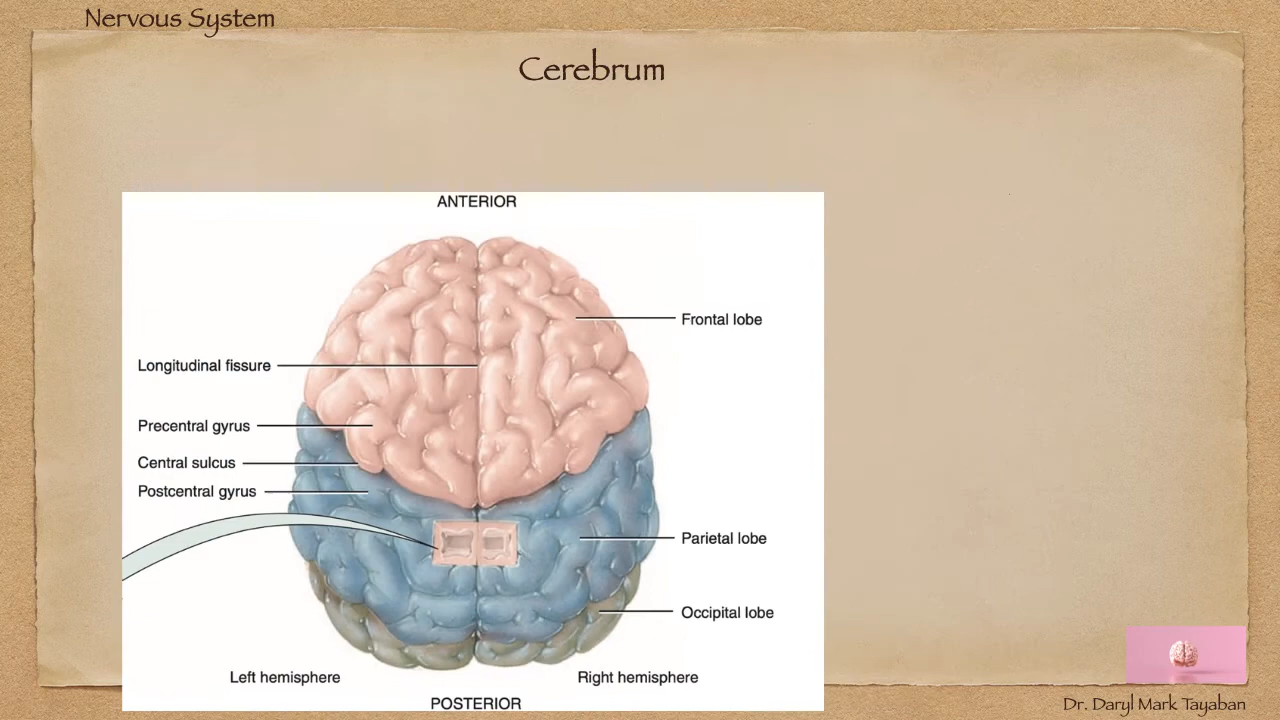 Nervous System
Cerebrum
ANTERIOR
Frontal lobe
Longitudinal fissure
Precentral gyrus
Central sulcus
Postcentral gyrus
Parietal lobe
Occipital lobe
Left hemisphere
Right hemisphere
POSTERIOR
Dr. Daryl Mark Tayaban